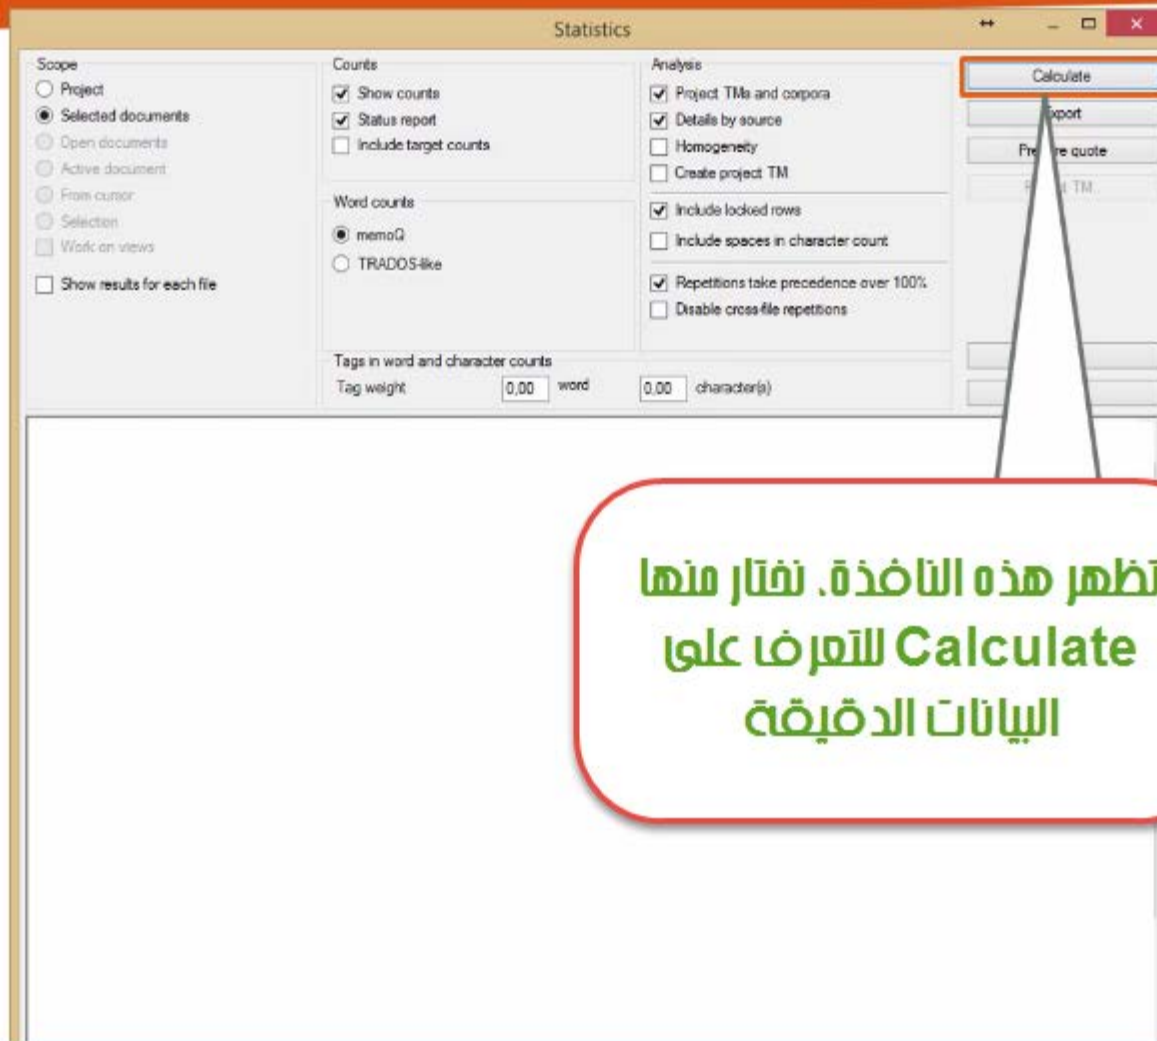 Statistics
Scope
Project
Selected documents
Open documents
Active document
From cursor
Selection
Work on views
Show results for each file
Counts
Show counts
Status report
Include target counts
Word counts
memoQ
TRADOS-like
Analysis
Project TMs and corpora
Details by source
Homogeneity
Create project TM
Include locked rows
Include spaces in character count
Repetitions take precedence over 100%
Disable cross-file repetitions
Tags in word and character counts
Tag weight 0,00 word 0,00 character(s)
Calculate
Export
quote
TM
تظهر هذه النافذة. نختار منها
Calculate للتعرف على
البيانات الدقيقة